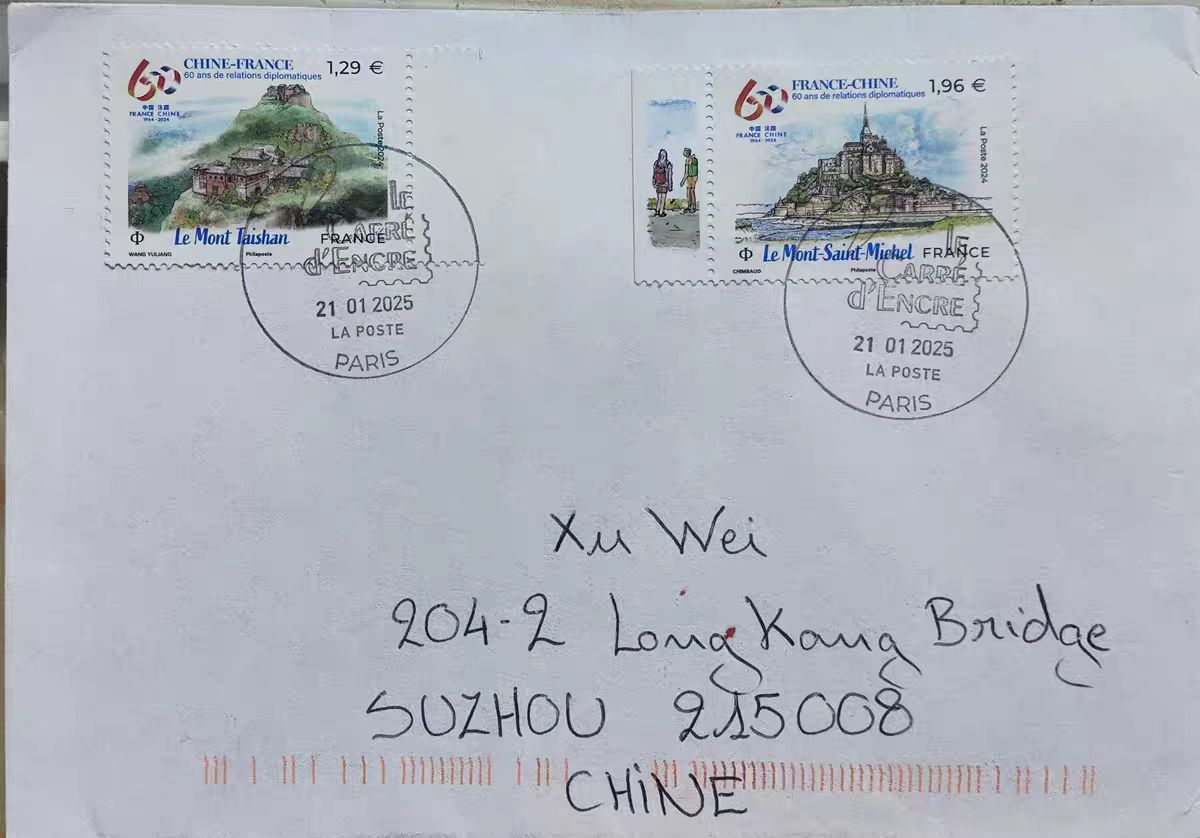 CHINE-FRANCE
60 ans de relations diplomatiques
1,29 €
60
中国 法国
FRANCE CHINE
1964-2024
La Poste 2024
Φ
Le Mont Taishan
FRANCE
WANG YULIANG
Philaposte
FRANCE-CHINE
60 ans de relations diplomatiques
1,96 €
60
中国 法国
FRANCE CHINE
1964-2024
La Poste 2024
Φ
Le Mont-Saint-Michel
FRANCE
CHIMBAUD
Philaposte
le
CARRÉ
d'ENCRE
21 01 2025
LA POSTE
PARIS
le
CARRÉ
d'ENCRE
21 01 2025
LA POSTE
PARIS
Xu Wei
204-2 Long Kang Bridge
SUZHOU 215008
CHiNE